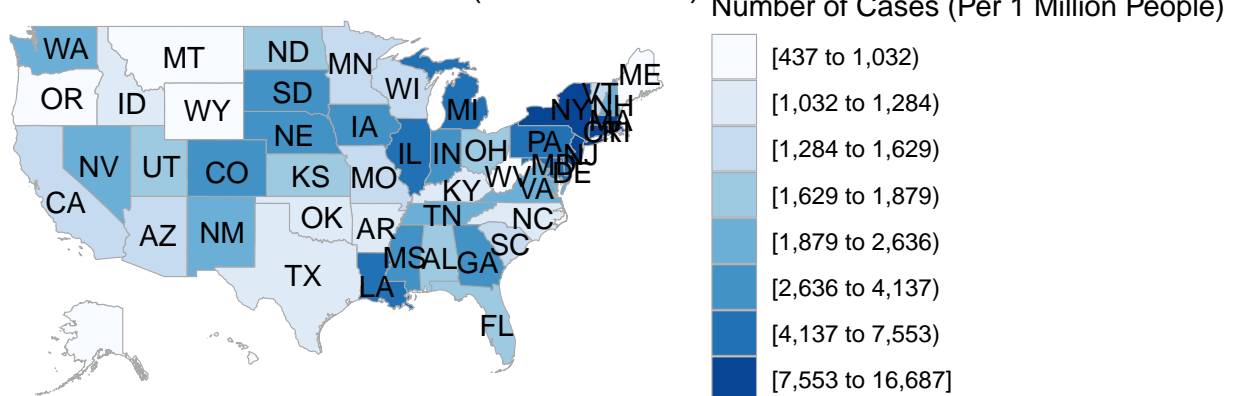 Number of Cases (Per 1 Million People)
[437 to 1,032)
[1,032 to 1,284)
[1,284 to 1,629)
[1,629 to 1,879)
[1,879 to 2,636)
[2,636 to 4,137)
[4,137 to 7,553)
[7,553 to 16,687]
WA
MT
ND
MN
ME
OR
ID
WY
SD
WI
MI
NY
VT
NH
MA
CT
RI
NE
IA
PA
NJ
NV
UT
CO
KS
MO
IL
IN
OH
WV
MD
DE
VA
KY
CA
AZ
NM
OK
AR
TN
NC
SC
TX
LA
MS
AL
GA
FL